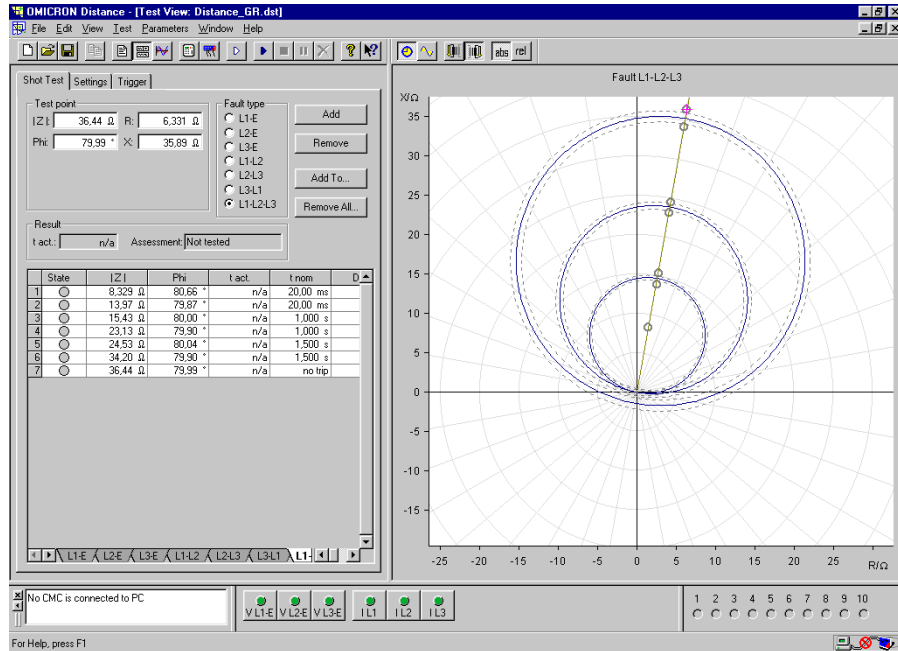 OMICRON Distance - [Test View: Distance_GR.dst]
File Edit View Test Parameters Window Help
abs rel
Shot Test Settings Trigger
Test point
|Z|: 36,44 Ω R: 6,331 Ω
Phi: 79,99 ° X: 35,89 Ω
Fault type
L1-E
L2-E
L3-E
L1-L2
L2-L3
L3-L1
L1-L2-L3
Add
Remove
Add To...
Remove All...
Result
t act.: n/a Assessment: Not tested
State |Z| Phi t act. t nom D
1 8,329 Ω 80,66 ° n/a 20,00 ms
2 13,97 Ω 79,87 ° n/a 20,00 ms
3 15,43 Ω 80,00 ° n/a 1,000 s
4 23,13 Ω 79,90 ° n/a 1,000 s
5 24,53 Ω 80,04 ° n/a 1,500 s
6 34,20 Ω 79,90 ° n/a 1,500 s
7 36,44 Ω 79,99 ° n/a no trip
L1-E L2-E L3-E L1-L2 L2-L3 L3-L1 L1-
Fault L1-L2-L3
X/Ω
35
30
25
20
15
10
5
0
-5
-10
-15
-25 -20 -15 -10 -5 0 5 10 15 20 25 R/Ω
No CMC is connected to PC
V L1-E V L2-E V L3-E I L1 I L2 I L3
1 2 3 4 5 6 7 8 9 10
For Help, press F1